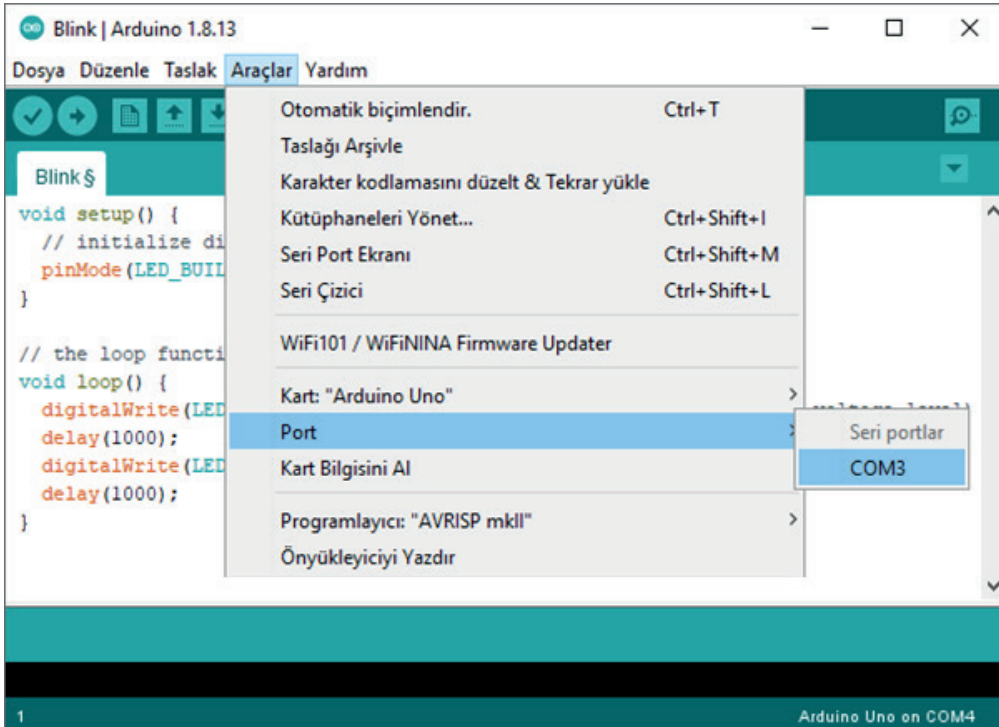 Blink | Arduino 1.8.13
Dosya Düzenle Taslak Araçlar Yardım
Otomatik biçimlendir. Ctrl+T
Taslağı Arşivle
Karakter kodlamasını düzelt & Tekrar yükle
Kütüphaneleri Yönet... Ctrl+Shift+I
Seri Port Ekranı Ctrl+Shift+M
Seri Çizici Ctrl+Shift+L
WiFi101 / WiFiNINA Firmware Updater
Kart: "Arduino Uno"
Port
Seri portlar
COM3
Kart Bilgisini Al
Programlayıcı: "AVRISP mkII"
Önyükleyiciyi Yazdır
Blink §
void setup() {
// initialize di
pinMode(LED_BUIL
}
// the loop functi
void loop() {
digitalWrite(LED
delay(1000);
digitalWrite(LED
delay(1000);
}
1 Arduino Uno on COM4